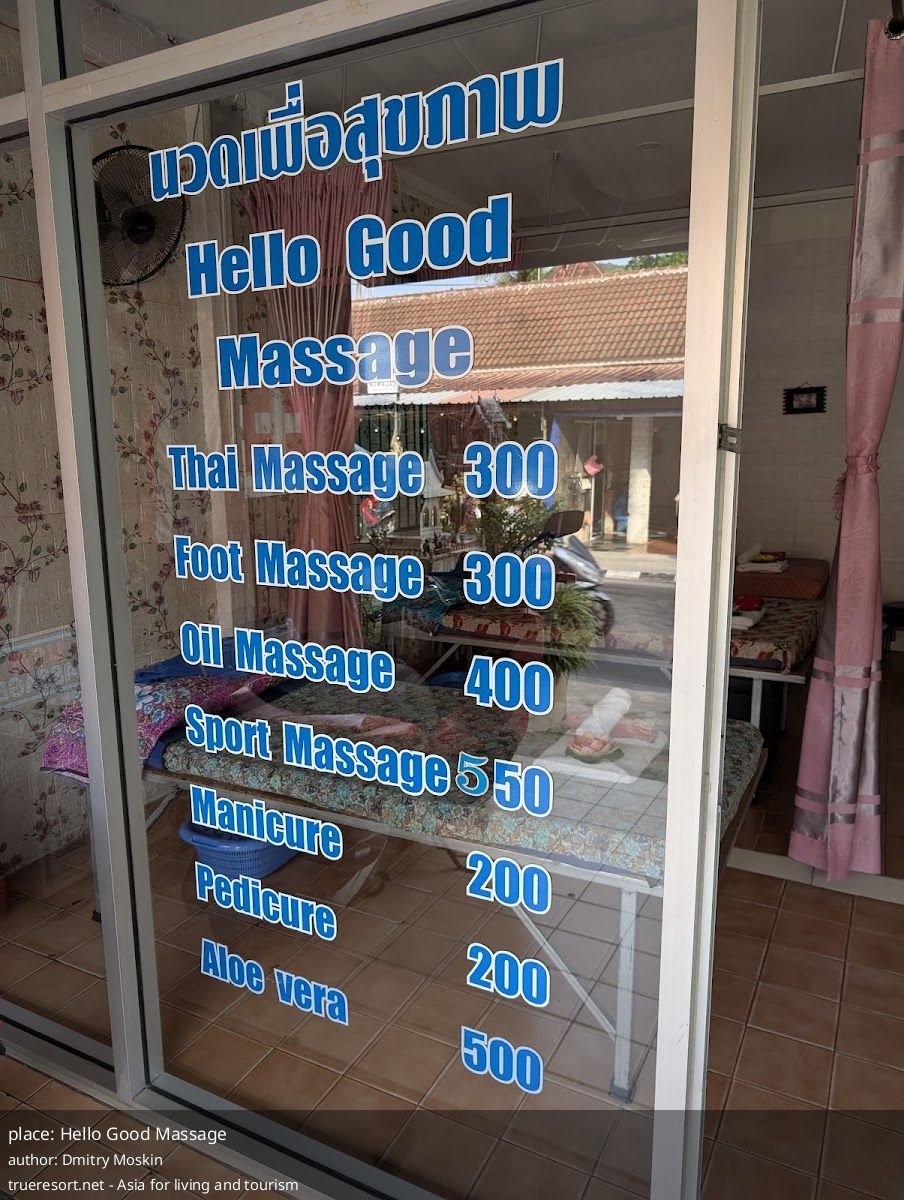 นวดเพื่อสุขภาพ
Hello Good
Massage
Thai Massage 300
Foot Massage 300
Oil Massage 400
Sport Massage 550
Manicure 200
Pedicure 200
Aloe vera 500
place: Hello Good Massage
author: Dmitry Moskin
trueresort.net - Asia for living and tourism